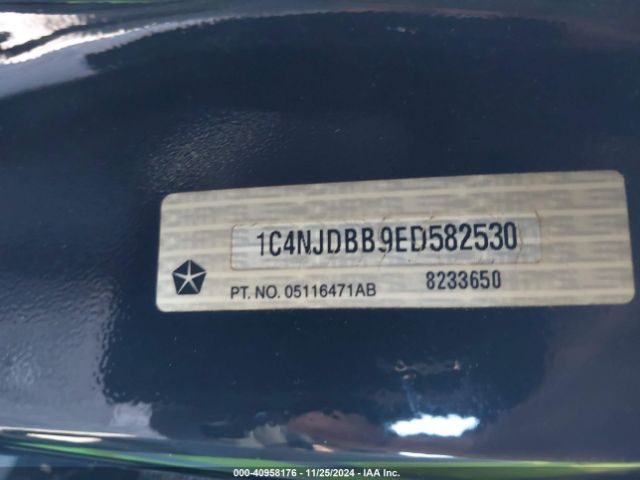 1C4NJDBB9ED582530
PT. NO. 05116471AB 8233650
000-40958176 - 11/25/2024 - IAA Inc.